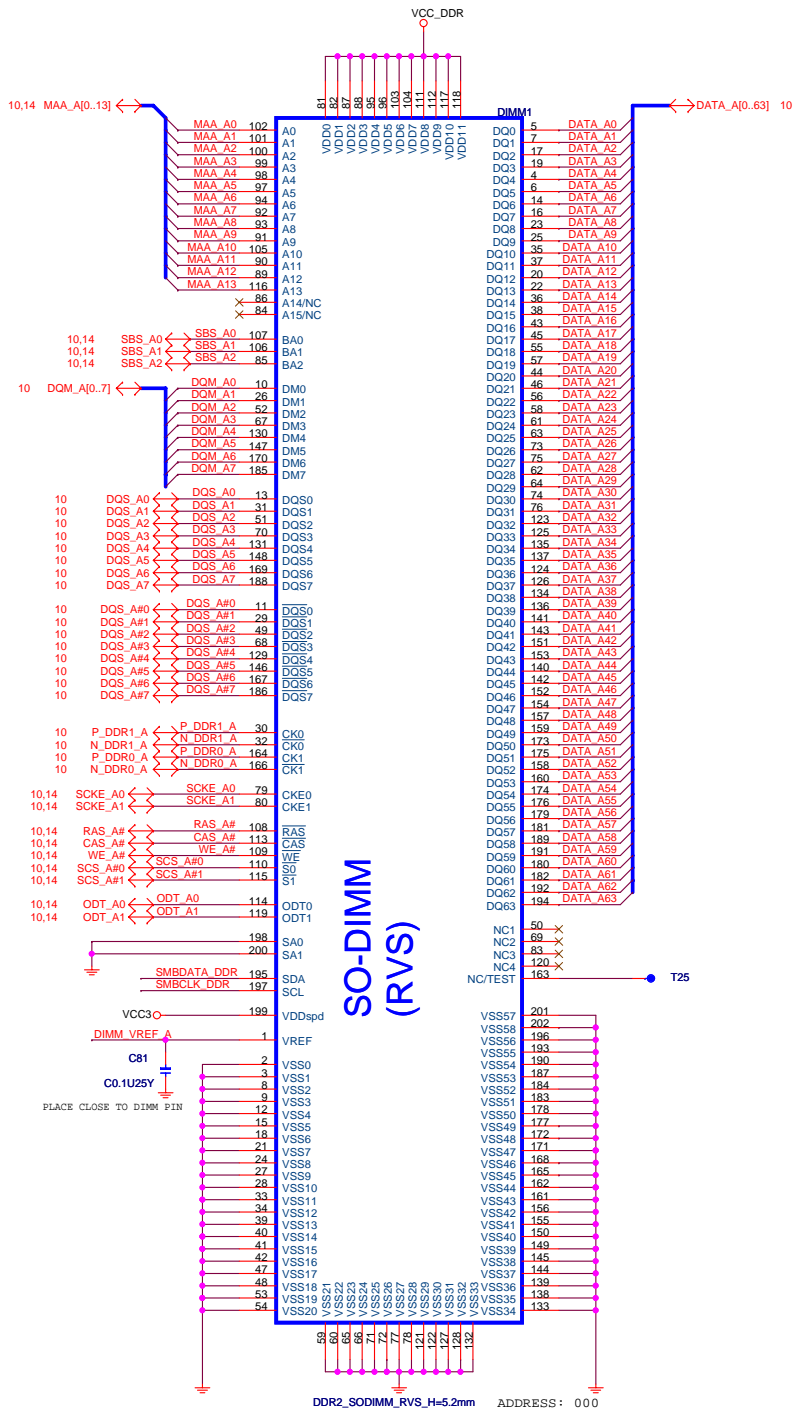 VCC_DDR
81 82 87 88 95 96 103 104 111 112 117 118
VDD0 VDD1 VDD2 VDD3 VDD4 VDD5 VDD6 VDD7 VDD8 VDD9 VDD10 VDD11
DIMM1
10,14 MAA_A[0..13]
MAA_A0 102 A0
MAA_A1 101 A1
MAA_A2 100 A2
MAA_A3 99 A3
MAA_A4 98 A4
MAA_A5 97 A5
MAA_A6 94 A6
MAA_A7 92 A7
MAA_A8 93 A8
MAA_A9 91 A9
MAA_A10 105 A10
MAA_A11 90 A11
MAA_A12 89 A12
MAA_A13 116 A13
86 A14/NC
84 A15/NC
10,14 SBS_A0 SBS_A0 107 BA0
10,14 SBS_A1 SBS_A1 106 BA1
10,14 SBS_A2 SBS_A2 85 BA2
10 DQM_A[0..7]
DQM_A0 10 DM0
DQM_A1 26 DM1
DQM_A2 52 DM2
DQM_A3 67 DM3
DQM_A4 130 DM4
DQM_A5 147 DM5
DQM_A6 170 DM6
DQM_A7 185 DM7
10 DQS_A0 DQS_A0 13 DQS0
10 DQS_A1 DQS_A1 31 DQS1
10 DQS_A2 DQS_A2 51 DQS2
10 DQS_A3 DQS_A3 70 DQS3
10 DQS_A4 DQS_A4 131 DQS4
10 DQS_A5 DQS_A5 148 DQS5
10 DQS_A6 DQS_A6 169 DQS6
10 DQS_A7 DQS_A7 188 DQS7
10 DQS_A#0 DQS_A#0 11 DQS0
10 DQS_A#1 DQS_A#1 29 DQS1
10 DQS_A#2 DQS_A#2 49 DQS2
10 DQS_A#3 DQS_A#3 68 DQS3
10 DQS_A#4 DQS_A#4 129 DQS4
10 DQS_A#5 DQS_A#5 146 DQS5
10 DQS_A#6 DQS_A#6 167 DQS6
10 DQS_A#7 DQS_A#7 186 DQS7
10 P_DDR1_A P_DDR1_A 30 CK0
10 N_DDR1_A N_DDR1_A 32 CK0
10 P_DDR0_A P_DDR0_A 164 CK1
10 N_DDR0_A N_DDR0_A 166 CK1
10,14 SCKE_A0 SCKE_A0 79 CKE0
10,14 SCKE_A1 SCKE_A1 80 CKE1
10,14 RAS_A# RAS_A# 108 RAS
10,14 CAS_A# CAS_A# 113 CAS
10,14 WE_A# WE_A# 109 WE
10,14 SCS_A#0 SCS_A#0 110 S0
10,14 SCS_A#1 SCS_A#1 115 S1
10,14 ODT_A0 ODT_A0 114 ODT0
10,14 ODT_A1 ODT_A1 119 ODT1
198 SA0
200 SA1
SMBDATA_DDR 195 SDA
SMBCLK_DDR 197 SCL
VCC3 199 VDDspd
DIMM_VREF_A 1 VREF
C81
C0.1U25Y
PLACE CLOSE TO DIMM PIN
2 VSS0
3 VSS1
8 VSS2
9 VSS3
12 VSS4
15 VSS5
18 VSS6
21 VSS7
24 VSS8
27 VSS9
28 VSS10
33 VSS11
34 VSS12
39 VSS13
40 VSS14
41 VSS15
42 VSS16
47 VSS17
48 VSS18
53 VSS19
54 VSS20
SO-DIMM
(RVS)
DATA_A[0..63] 10
DQ0 5 DATA_A0
DQ1 7 DATA_A1
DQ2 17 DATA_A2
DQ3 19 DATA_A3
DQ4 4 DATA_A4
DQ5 6 DATA_A5
DQ6 14 DATA_A6
DQ7 16 DATA_A7
DQ8 23 DATA_A8
DQ9 25 DATA_A9
DQ10 35 DATA_A10
DQ11 37 DATA_A11
DQ12 20 DATA_A12
DQ13 22 DATA_A13
DQ14 36 DATA_A14
DQ15 38 DATA_A15
DQ16 43 DATA_A16
DQ17 45 DATA_A17
DQ18 55 DATA_A18
DQ19 57 DATA_A19
DQ20 44 DATA_A20
DQ21 46 DATA_A21
DQ22 56 DATA_A22
DQ23 58 DATA_A23
DQ24 61 DATA_A24
DQ25 63 DATA_A25
DQ26 73 DATA_A26
DQ27 75 DATA_A27
DQ28 62 DATA_A28
DQ29 64 DATA_A29
DQ30 74 DATA_A30
DQ31 76 DATA_A31
DQ32 123 DATA_A32
DQ33 125 DATA_A33
DQ34 135 DATA_A34
DQ35 137 DATA_A35
DQ36 124 DATA_A36
DQ37 126 DATA_A37
DQ38 134 DATA_A38
DQ39 136 DATA_A39
DQ40 141 DATA_A40
DQ41 143 DATA_A41
DQ42 151 DATA_A42
DQ43 153 DATA_A43
DQ44 140 DATA_A44
DQ45 142 DATA_A45
DQ46 152 DATA_A46
DQ47 154 DATA_A47
DQ48 157 DATA_A48
DQ49 159 DATA_A49
DQ50 173 DATA_A50
DQ51 175 DATA_A51
DQ52 158 DATA_A52
DQ53 160 DATA_A53
DQ54 174 DATA_A54
DQ55 176 DATA_A55
DQ56 179 DATA_A56
DQ57 181 DATA_A57
DQ58 189 DATA_A58
DQ59 191 DATA_A59
DQ60 180 DATA_A60
DQ61 182 DATA_A61
DQ62 192 DATA_A62
DQ63 194 DATA_A63
NC1 50
NC2 69
NC3 83
NC4 120
NC/TEST 163 T25
VSS57 201
VSS58 202
VSS56 196
VSS55 193
VSS54 190
VSS53 187
VSS52 184
VSS51 183
VSS50 178
VSS49 177
VSS48 172
VSS47 171
VSS46 168
VSS45 165
VSS44 162
VSS43 161
VSS42 156
VSS41 155
VSS40 150
VSS39 149
VSS38 145
VSS37 144
VSS36 139
VSS35 138
VSS34 133
VSS21 VSS22 VSS23 VSS24 VSS25 VSS26 VSS27 VSS28 VSS29 VSS30 VSS31 VSS32 VSS33
59 60 65 66 71 72 77 78 121 122 127 128 132
DDR2_SODIMM_RVS_H=5.2mm
ADDRESS: 000